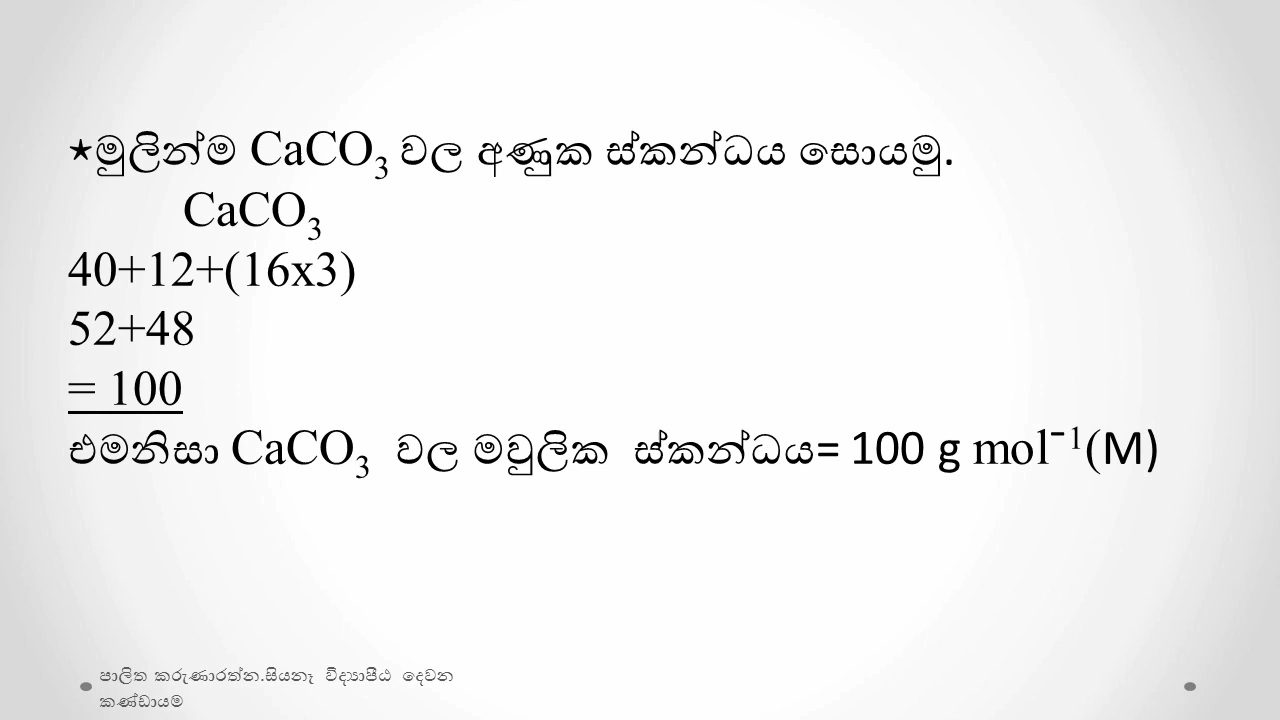 ⋆මුලින්ම CaCO₃ වල අණුක ස්කන්ධය සොයමු.
CaCO₃
40+12+(16x3)
52+48
= 100
එමනිසා CaCO₃ වල මවුලික ස්කන්ධය= 100 g mol⁻¹(M)
පාලිත කරුණාරත්න.සියනෑ විද්‍යාපීඨ දෙවන
කණ්ඩායම